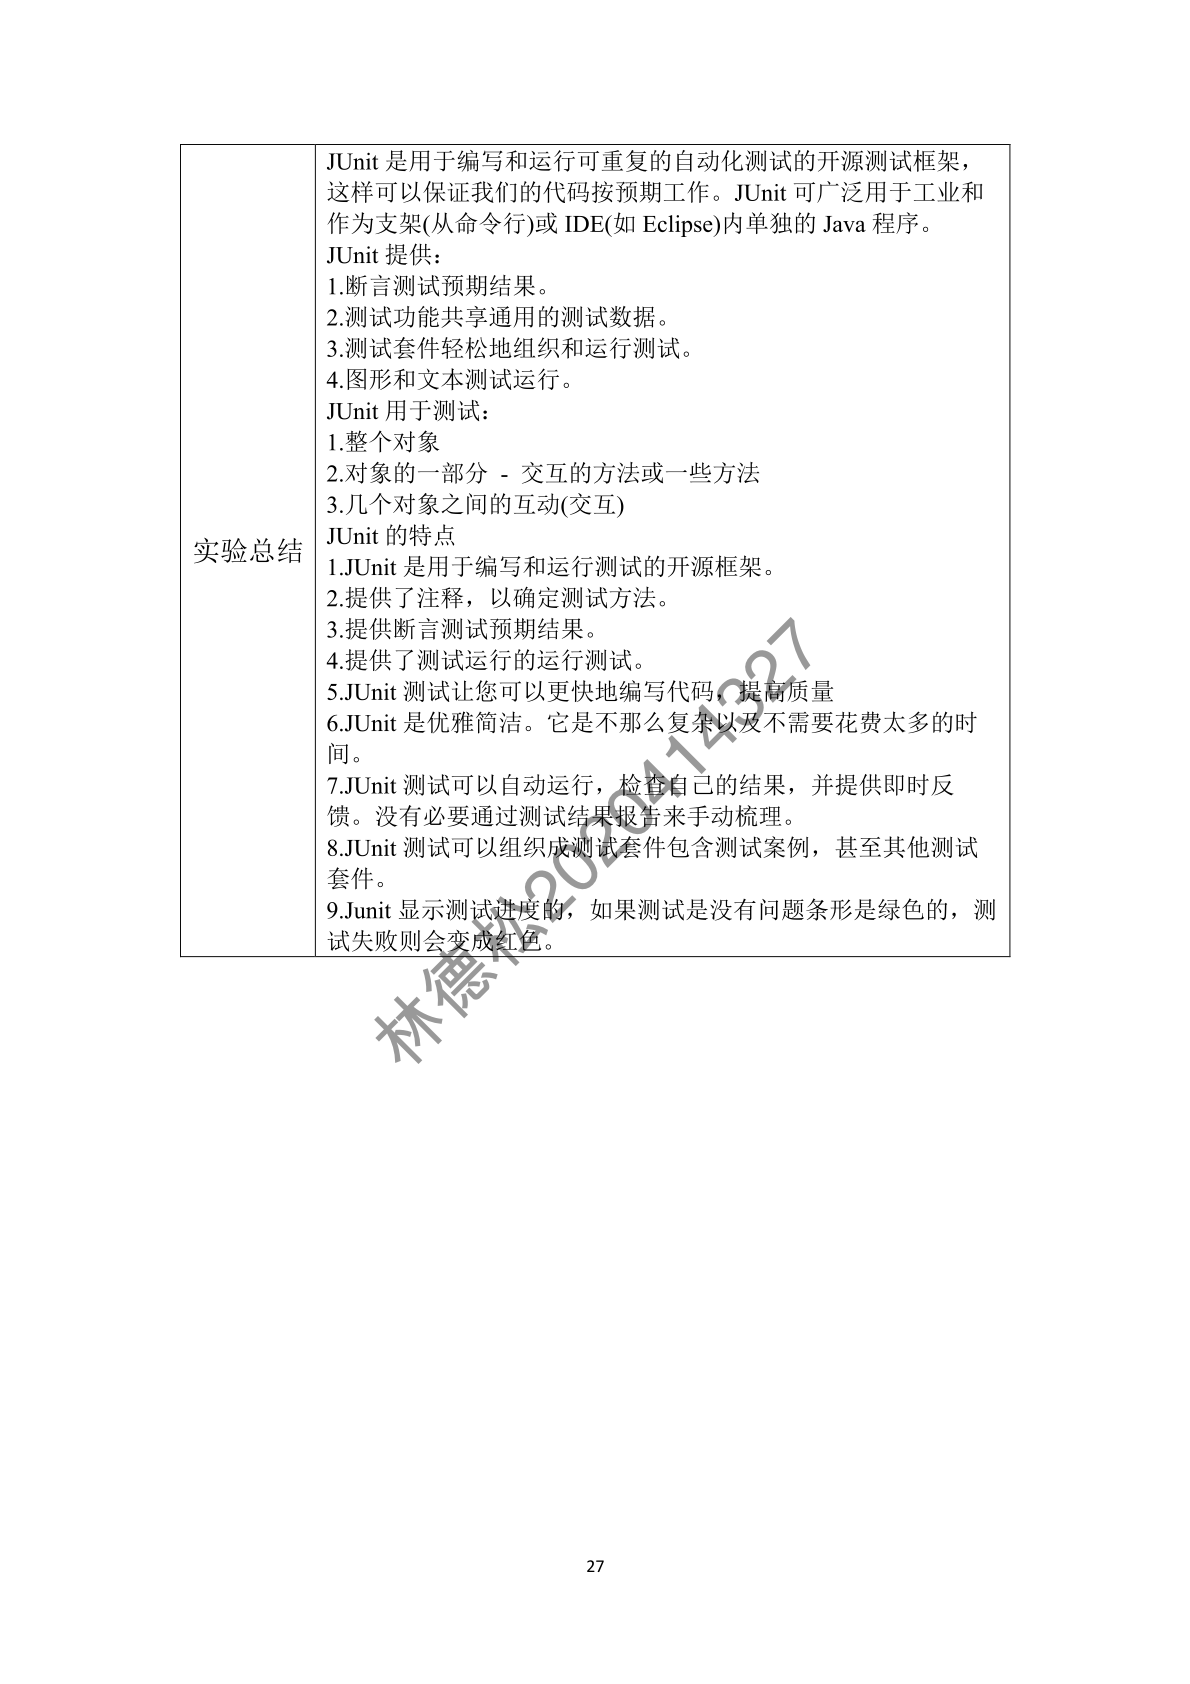 JUnit 是用于编写和运行可重复的自动化测试的开源测试框架，
这样可以保证我们的代码按预期工作。JUnit 可广泛用于工业和
作为支架(从命令行)或 IDE(如 Eclipse)内单独的 Java 程序。
JUnit 提供：
1.断言测试预期结果。
2.测试功能共享通用的测试数据。
3.测试套件轻松地组织和运行测试。
4.图形和文本测试运行。
JUnit 用于测试：
1.整个对象
2.对象的一部分 - 交互的方法或一些方法
3.几个对象之间的互动(交互)
JUnit 的特点
实验总结
1.JUnit 是用于编写和运行测试的开源框架。
2.提供了注释，以确定测试方法。
3.提供断言测试预期结果。
4.提供了测试运行的运行测试。
5.JUnit 测试让您可以更快地编写代码，提高质量
6.JUnit 是优雅简洁。它是不那么复杂以及不需要花费太多的时
间。
7.JUnit 测试可以自动运行，检查自己的结果，并提供即时反
馈。没有必要通过测试结果报告来手动梳理。
8.JUnit 测试可以组织成测试套件包含测试案例，甚至其他测试
套件。
9.Junit 显示测试进度的，如果测试是没有问题条形是绿色的，测
试失败则会变成红色。
林德松2020414327
27